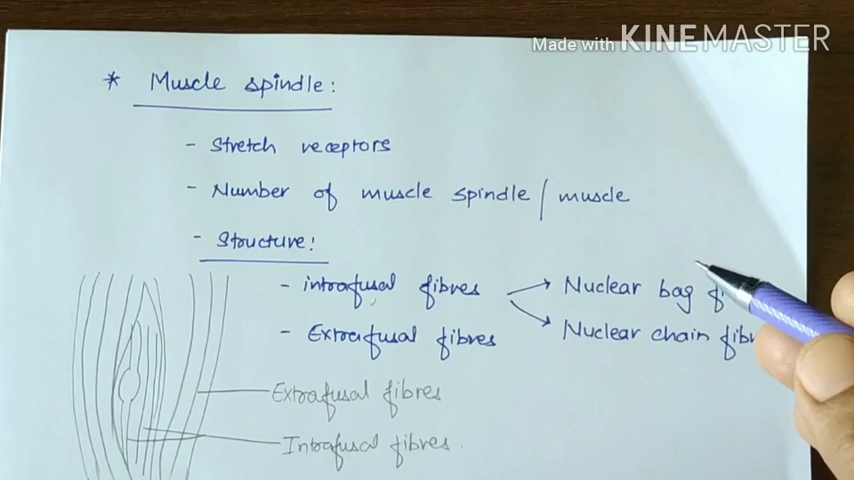 Made with KINEMASTER
* Muscle spindle:
- Stretch receptors
- Number of muscle spindle / muscle
- Structure:
- intrafusal fibres → Nuclear bag f
→ Nuclear chain fib
- Extrafusal fibres
Extrafusal fibres
Intrafusal fibres.